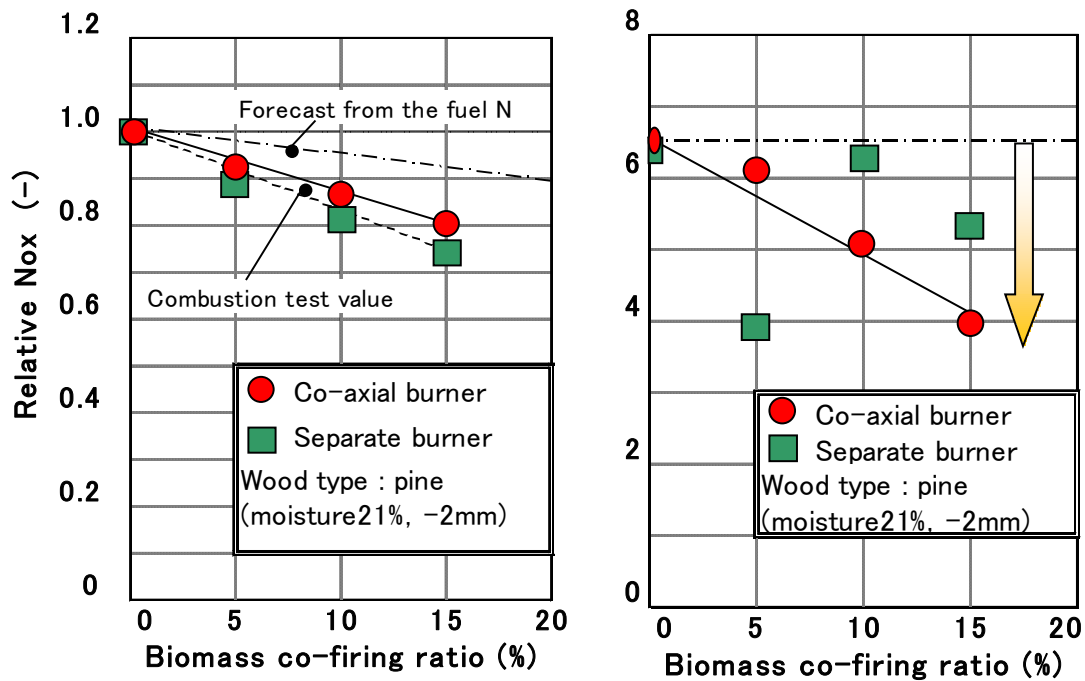 1.2
1.0
0.8
0.6
0.4
0.2
0
Relative Nox (-)
Forecast from the fuel N
Combustion test value
Co-axial burner
Separate burner
Wood type : pine
(moisture21%, -2mm)
0 5 10 15 20
Biomass co-firing ratio (%)
8
6
4
2
0
Co-axial burner
Separate burner
Wood type : pine
(moisture21%, -2mm)
0 5 10 15 20
Biomass co-firing ratio (%)